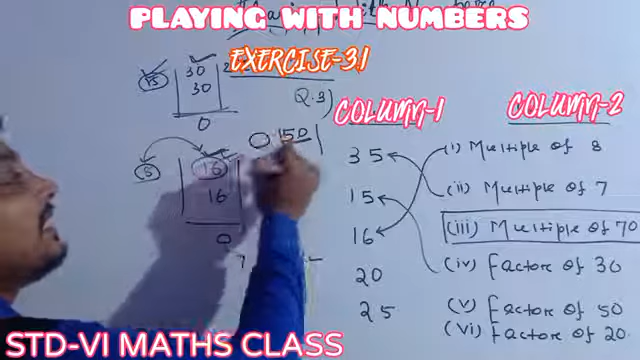 PLAYING WITH NUMBERS
EXERCISE-3.1
Q.3)
COLUMN-1 COLUMN-2
35 (i) Multiple of 8
15 (ii) Multiple of 7
16 (iii) Multiple of 70
20 (iv) Factor of 30
25 (v) Factor of 50
(vi) Factor of 20
15 30
30
0
50
16
16
0
STD-VI MATHS CLASS